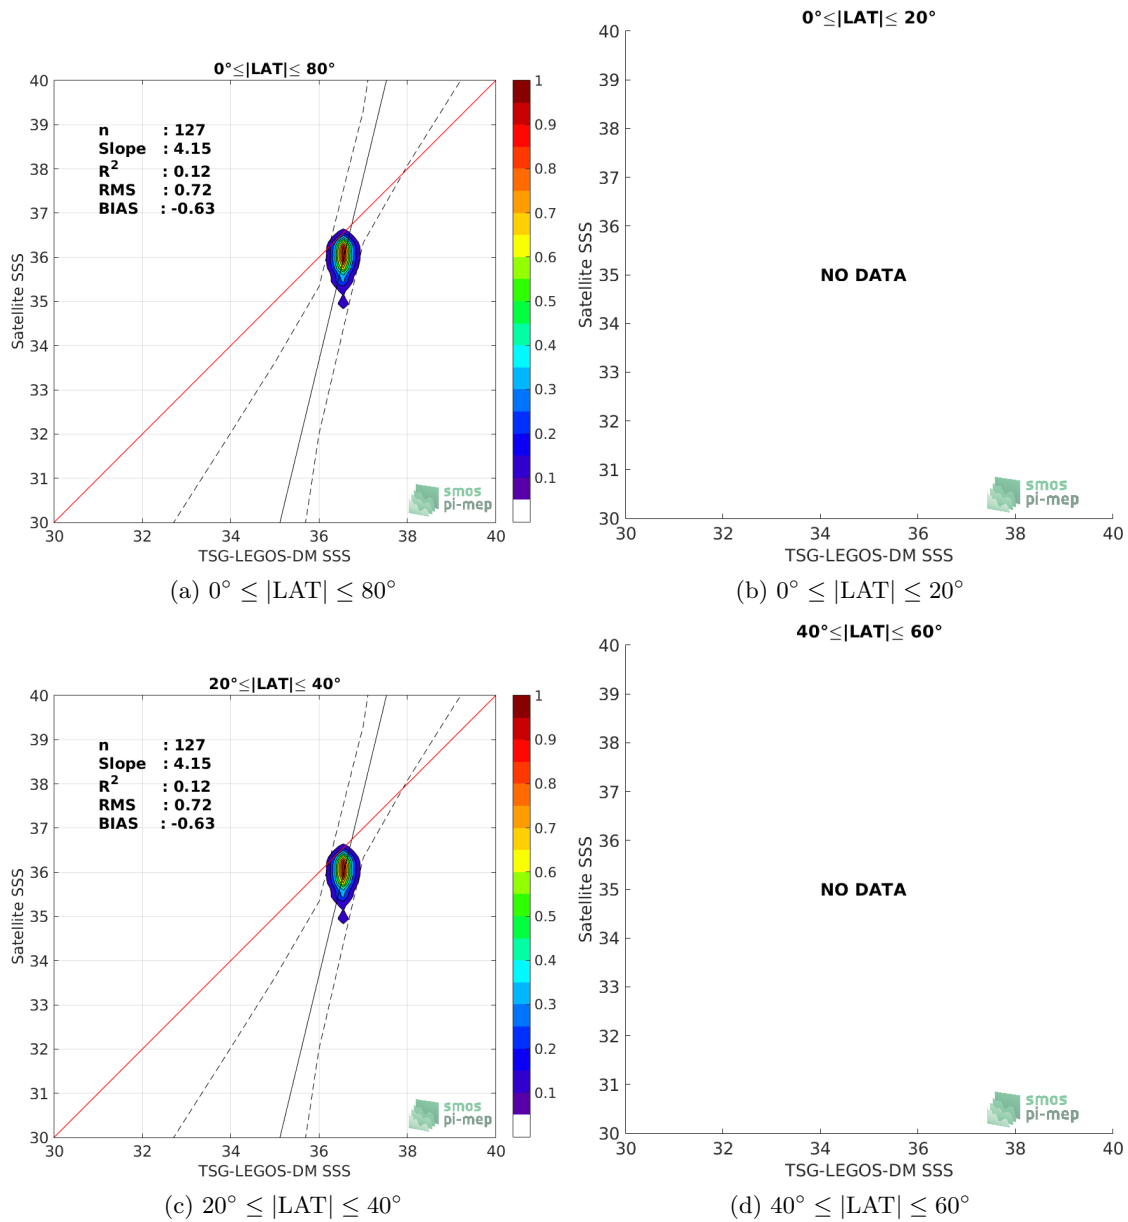 0°≤|LAT|≤ 80°
40
39
38
37
36
35
34
33
32
31
30
n : 127
Slope : 4.15
R² : 0.12
RMS : 0.72
BIAS : -0.63
Satellite SSS
30 32 34 36 38 40
TSG-LEGOS-DM SSS
1
0.9
0.8
0.7
0.6
0.5
0.4
0.3
0.2
0.1
smos
pi-mep
(a) 0° ≤ |LAT| ≤ 80°
0°≤|LAT|≤ 20°
40
39
38
37
36
35
34
33
32
31
30
Satellite SSS
NO DATA
smos
pi-mep
30 32 34 36 38 40
TSG-LEGOS-DM SSS
(b) 0° ≤ |LAT| ≤ 20°
20°≤|LAT|≤ 40°
40
39
38
37
36
35
34
33
32
31
30
n : 127
Slope : 4.15
R² : 0.12
RMS : 0.72
BIAS : -0.63
Satellite SSS
30 32 34 36 38 40
TSG-LEGOS-DM SSS
1
0.9
0.8
0.7
0.6
0.5
0.4
0.3
0.2
0.1
smos
pi-mep
(c) 20° ≤ |LAT| ≤ 40°
40°≤|LAT|≤ 60°
40
39
38
37
36
35
34
33
32
31
30
Satellite SSS
NO DATA
smos
pi-mep
30 32 34 36 38 40
TSG-LEGOS-DM SSS
(d) 40° ≤ |LAT| ≤ 60°